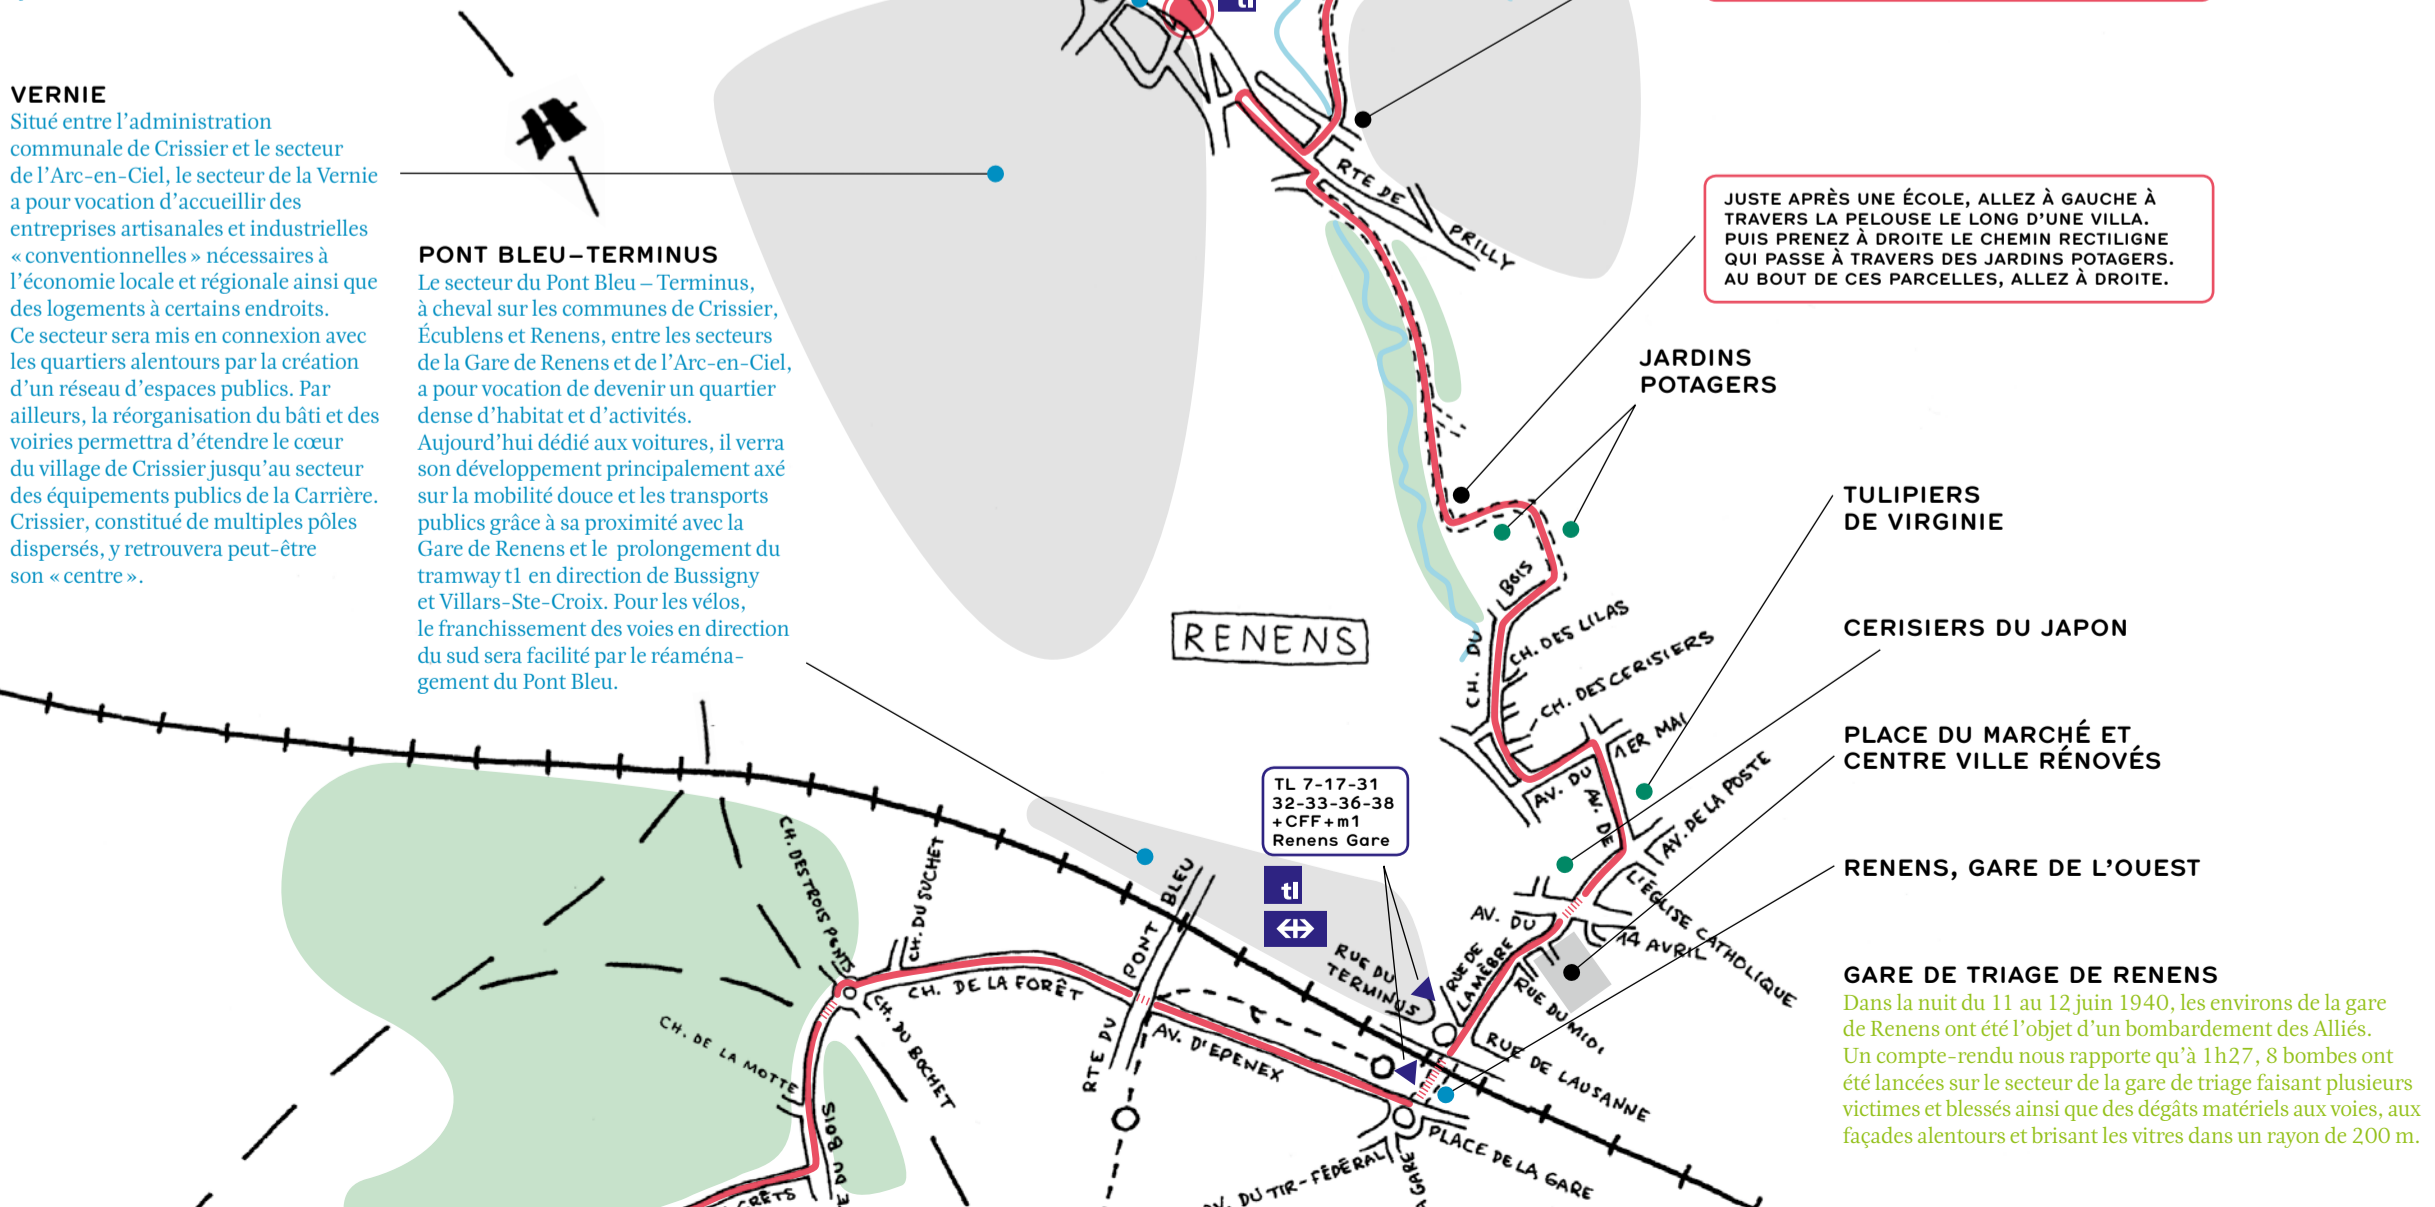 VERNIE
Situé entre l’administration
communale de Crissier et le secteur
de l’Arc-en-Ciel, le secteur de la Vernie
a pour vocation d’accueillir des
entreprises artisanales et industrielles
« conventionnelles » nécessaires à
l’économie locale et régionale ainsi que
des logements à certains endroits.
Ce secteur sera mis en connexion avec
les quartiers alentours par la création
d’un réseau d’espaces publics. Par
ailleurs, la réorganisation du bâti et des
voiries permettra d’étendre le cœur
du village de Crissier jusqu’au secteur
des équipements publics de la Carrière.
Crissier, constitué de multiples pôles
dispersés, y retrouvera peut-être
son « centre ».
PONT BLEU–TERMINUS
Le secteur du Pont Bleu – Terminus,
à cheval sur les communes de Crissier,
Écublens et Renens, entre les secteurs
de la Gare de Renens et de l’Arc-en-Ciel,
a pour vocation de devenir un quartier
dense d’habitat et d’activités.
Aujourd’hui dédié aux voitures, il verra
son développement principalement axé
sur la mobilité douce et les transports
publics grâce à sa proximité avec la
Gare de Renens et le prolongement du
tramway t1 en direction de Bussigny
et Villars-Ste-Croix. Pour les vélos,
le franchissement des voies en direction
du sud sera facilité par le réaména-
gement du Pont Bleu.
tl
RTE DE
PRILLY
JUSTE APRÈS UNE ÉCOLE, ALLEZ À GAUCHE À
TRAVERS LA PELOUSE LE LONG D’UNE VILLA.
PUIS PRENEZ À DROITE LE CHEMIN RECTILIGNE
QUI PASSE À TRAVERS DES JARDINS POTAGERS.
AU BOUT DE CES PARCELLES, ALLEZ À DROITE.
JARDINS
POTAGERS
TULIPIERS
DE VIRGINIE
CERISIERS DU JAPON
PLACE DU MARCHÉ ET
CENTRE VILLE RÉNOVÉS
RENENS, GARE DE L’OUEST
GARE DE TRIAGE DE RENENS
Dans la nuit du 11 au 12 juin 1940, les environs de la gare
de Renens ont été l’objet d’un bombardement des Alliés.
Un compte-rendu nous rapporte qu’à 1h27, 8 bombes ont
été lancées sur le secteur de la gare de triage faisant plusieurs
victimes et blessés ainsi que des dégâts matériels aux voies, aux
façades alentours et brisant les vitres dans un rayon de 200 m.
RENENS
CH. DU BOIS
CH. DES LILAS
CH. DES CERISIERS
AV. DU 1ER MAI
AV. DE LA POSTE
AV. DE L'ÉGLISE CATHOLIQUE
AV. DU 14 AVRIL
TL 7-17-31
32-33-36-38
+CFF+m1
Renens Gare
tl
RUE DU
TERMINUS
RUE DE
LA MÈBRE
RUE DU MIDI
RUE DE LAUSANNE
PLACE DE LA GARE
CH. DES TROIS PONTS
CH. DU SUCHET
CH. DE LA FORÊT
CH. DU BOCHET
CH. DE LA MOTTE
RTE DU PONT BLEU
AV. D'EPENEX
DU TIR-FÉDÉRAL
GARE
DU BOIS